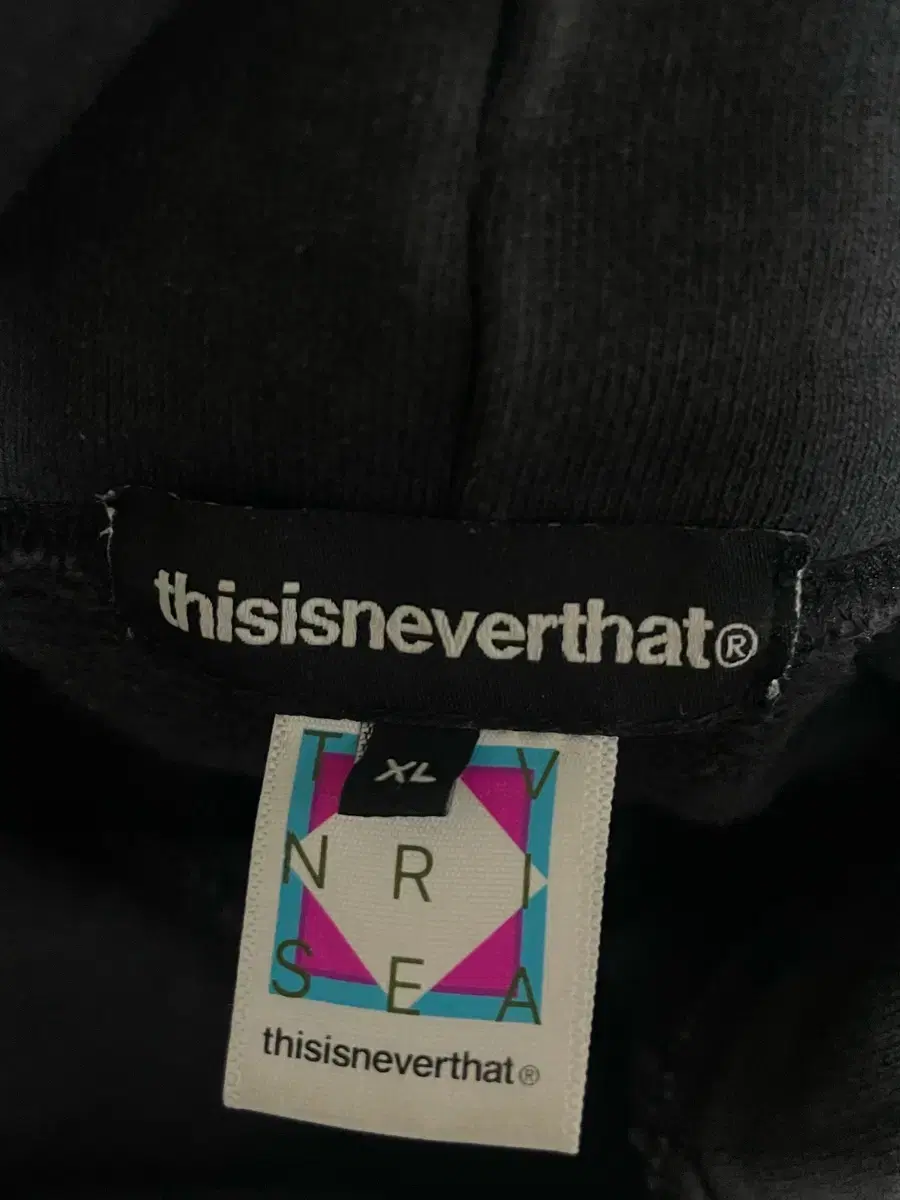 thisisneverthat®
XL
T V
N R I
S E A
thisisneverthat®